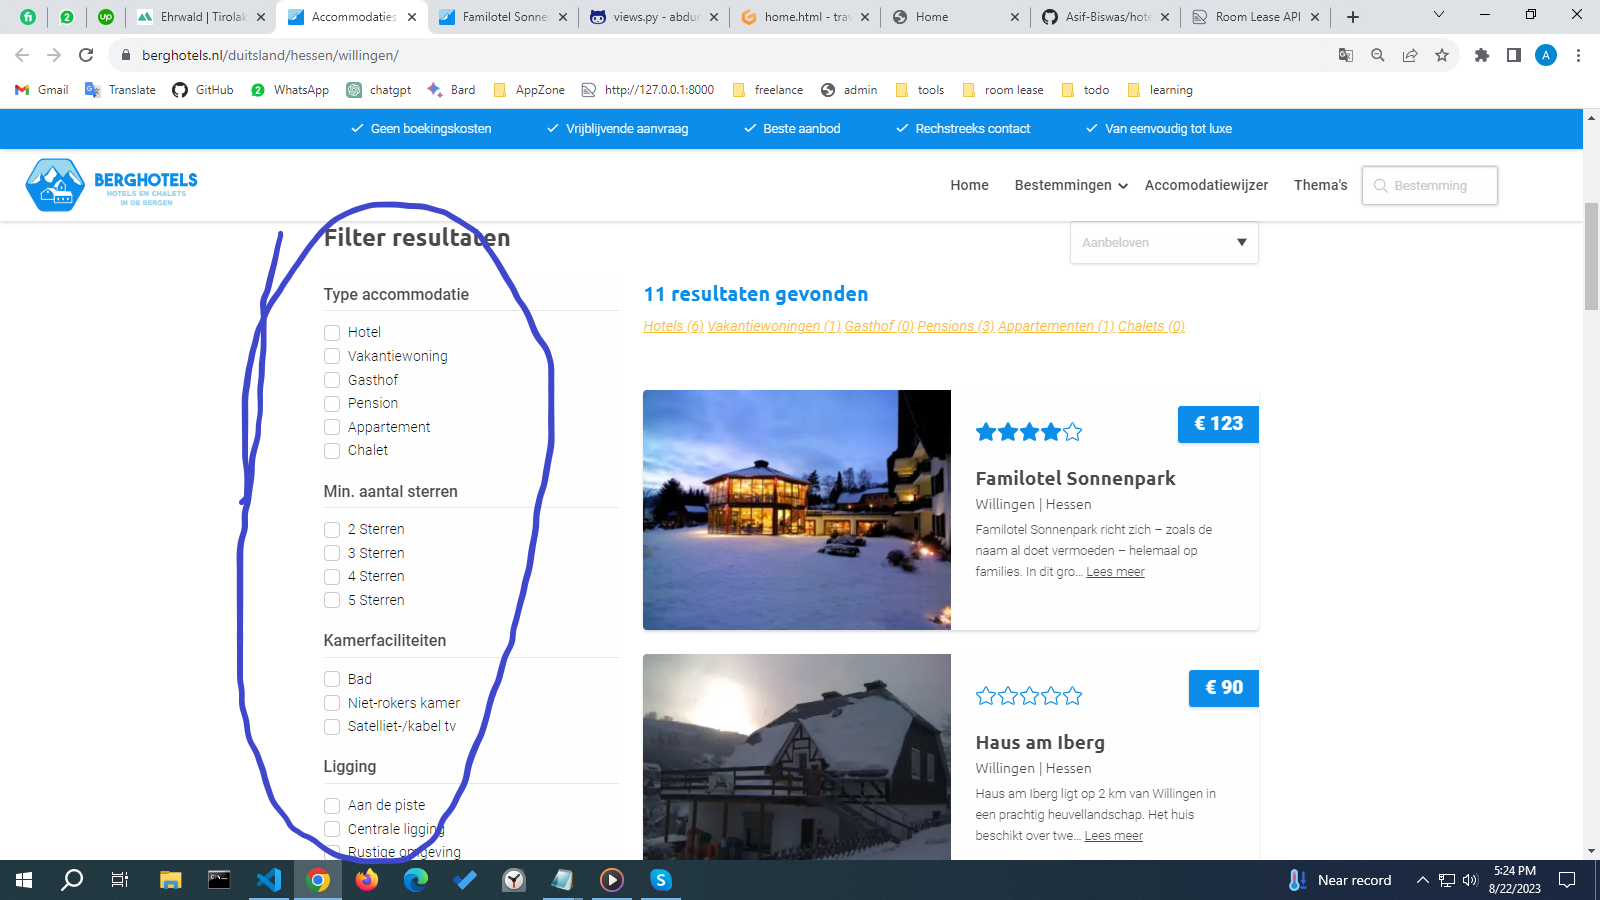 Ehrwald | Tirolak
Accommodaties
Familotel Sonnen
views.py - abdur
home.html - trav
Home
Asif-Biswas/hote
Room Lease API
berghotels.nl/duitsland/hessen/willingen/
Gmail
Translate
GitHub
WhatsApp
chatgpt
Bard
AppZone
http://127.0.0.1:8000
freelance
admin
tools
room lease
todo
learning
Geen boekingskosten
Vrijblijvende aanvraag
Beste aanbod
Rechstreeks contact
Van eenvoudig tot luxe
BERGHOTELS
HOTELS EN CHALETS
IN DE BERGEN
Home
Bestemmingen
Accomodatiewijzer
Thema's
Bestemming
Filter resultaten
Type accommodatie
Hotel
Vakantiewoning
Gasthof
Pension
Appartement
Chalet
Min. aantal sterren
2 Sterren
3 Sterren
4 Sterren
5 Sterren
Kamerfaciliteiten
Bad
Niet-rokers kamer
Satelliet-/kabel tv
Ligging
Aan de piste
Centrale ligging
Rustige omgeving
Aanbeloven
11 resultaten gevonden
Hotels (6) Vakantiewoningen (1) Gasthof (0) Pensions (3) Appartementen (1) Chalets (0)
€ 123
Familotel Sonnenpark
Willingen | Hessen
Familotel Sonnenpark richt zich – zoals de
naam al doet vermoeden – helemaal op
families. In dit gro... Lees meer
€ 90
Haus am Iberg
Willingen | Hessen
Haus am Iberg ligt op 2 km van Willingen in
een prachtig heuvellandschap. Het huis
beschikt over twe... Lees meer
Near record
5:24 PM
8/22/2023